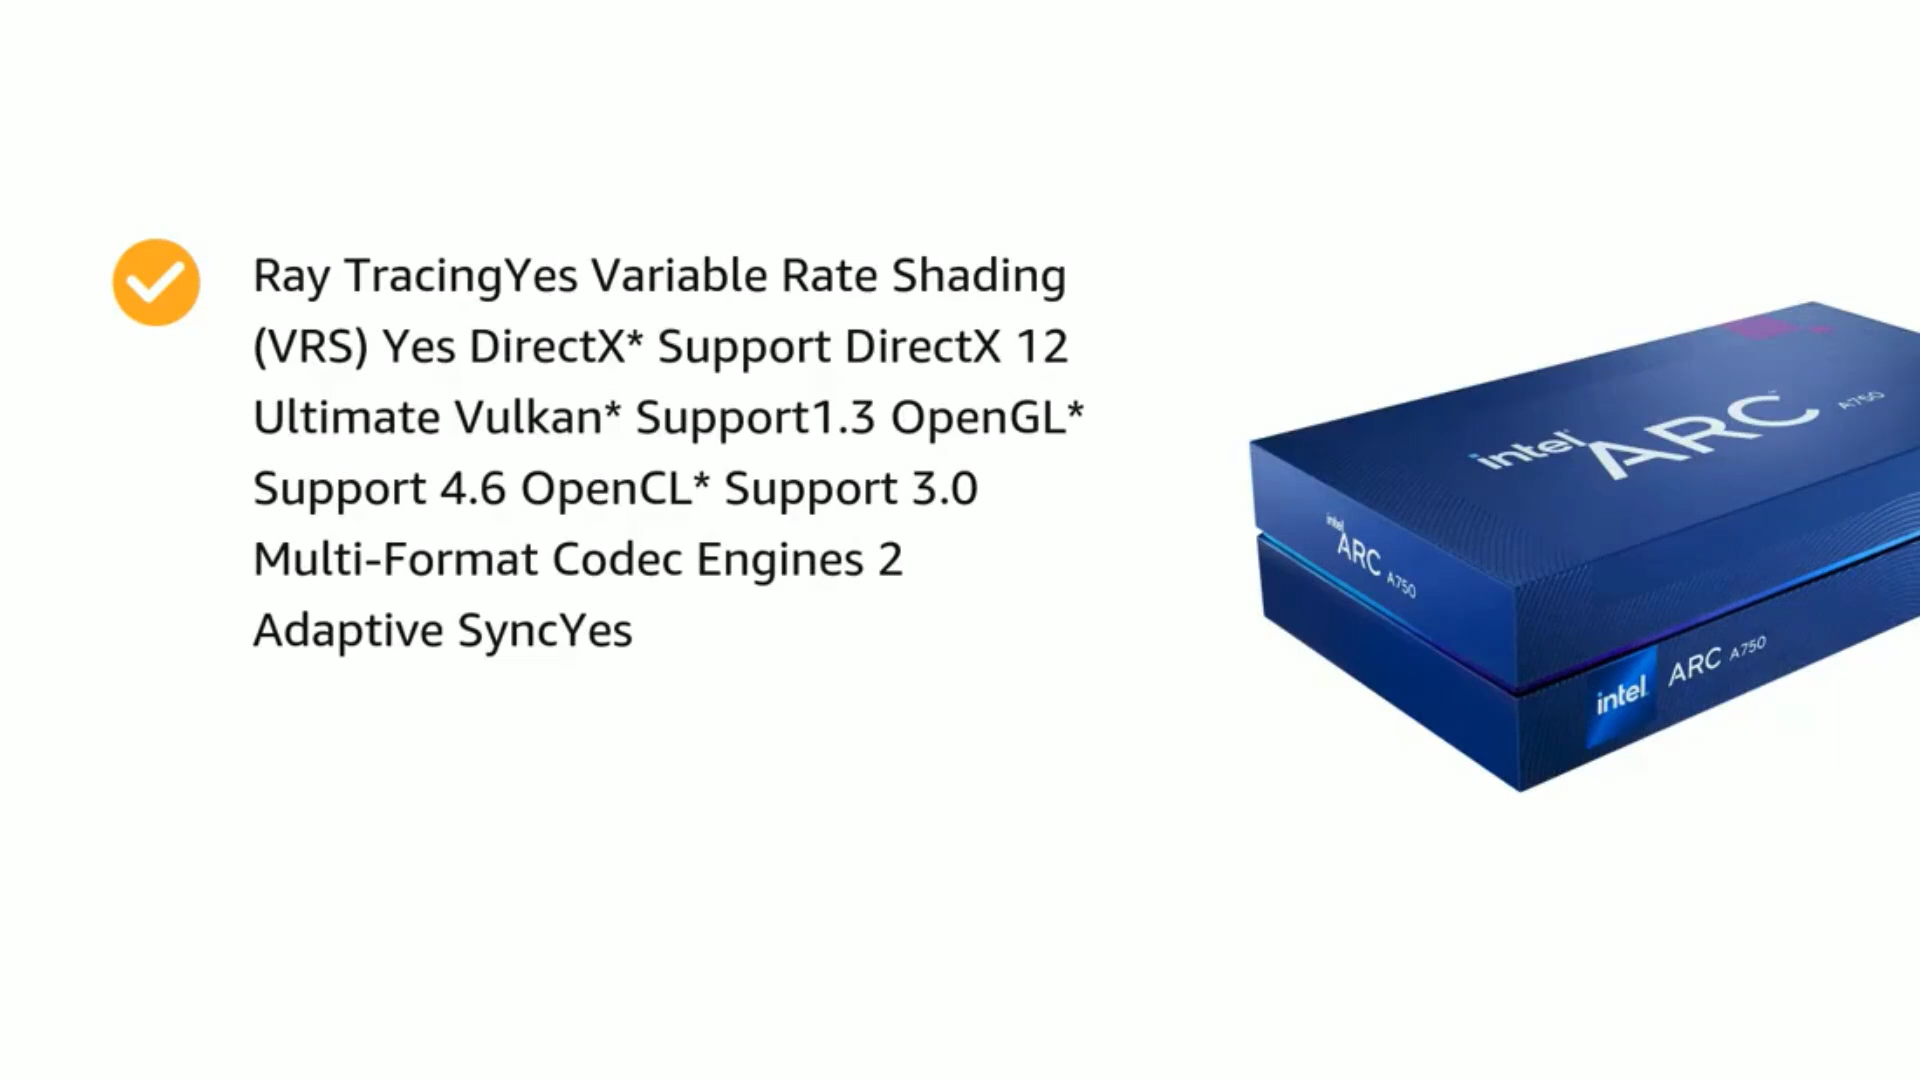 Ray TracingYes Variable Rate Shading
(VRS) Yes DirectX* Support DirectX 12
Ultimate Vulkan* Support1.3 OpenGL*
Support 4.6 OpenCL* Support 3.0
Multi-Format Codec Engines 2
Adaptive SyncYes
intel ARC A750
intel ARC A750
intel ARC A750